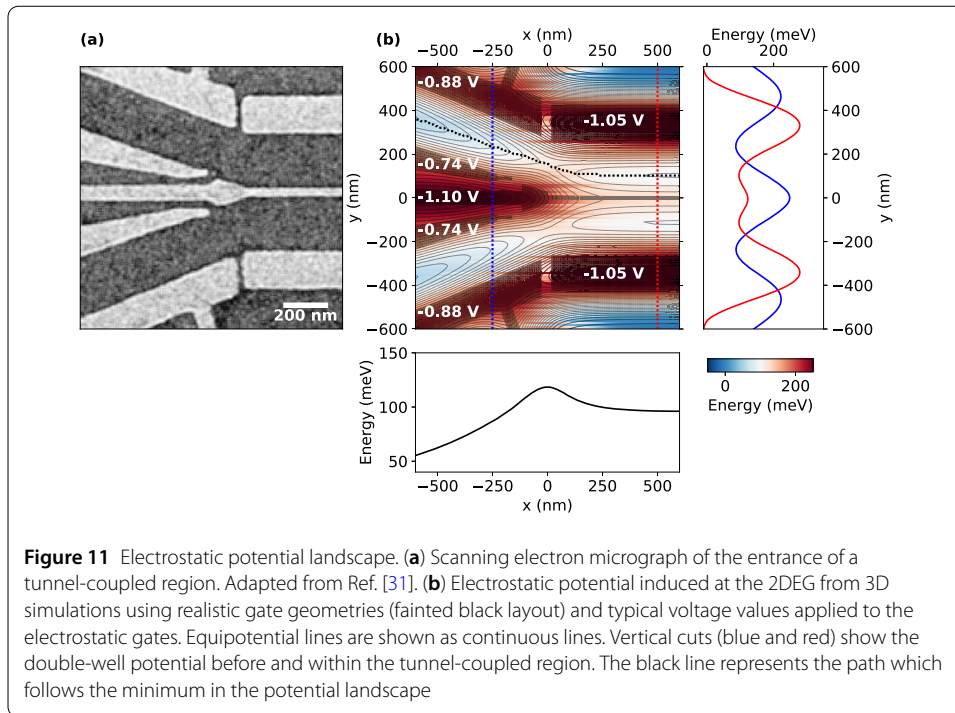 (a)
200 nm
(b)
x (nm)
−500 −250 0 250 500
y (nm)
600
400
200
0
−200
−400
−600
-0.88 V
-1.05 V
-0.74 V
-1.10 V
-0.74 V
-1.05 V
-0.88 V
Energy (meV)
0 200
600
400
200
0
−200
−400
−600
y (nm)
Energy (meV)
150
100
50
−500 −250 0 250 500
x (nm)
0 200
Energy (meV)
Figure 11 Electrostatic potential landscape. (a) Scanning electron micrograph of the entrance of a
tunnel-coupled region. Adapted from Ref. [31]. (b) Electrostatic potential induced at the 2DEG from 3D
simulations using realistic gate geometries (fainted black layout) and typical voltage values applied to the
electrostatic gates. Equipotential lines are shown as continuous lines. Vertical cuts (blue and red) show the
double-well potential before and within the tunnel-coupled region. The black line represents the path which
follows the minimum in the potential landscape